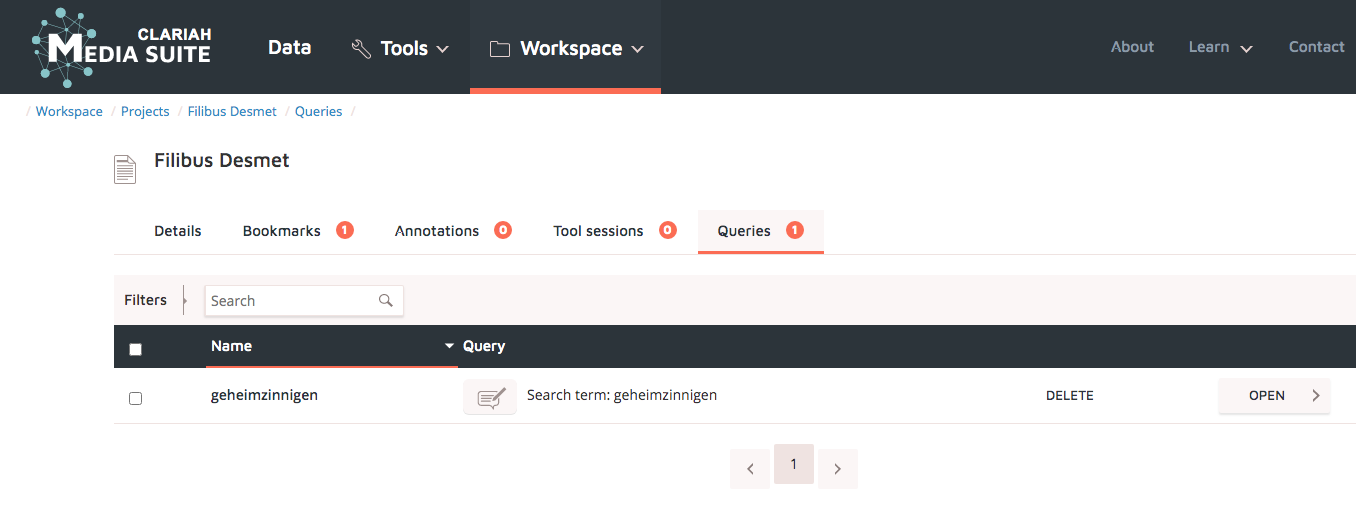 CLARIAH
MEDIA SUITE
Data
Tools
Workspace
About
Learn
Contact
/ Workspace / Projects / Filibus Desmet / Queries /
Filibus Desmet
Details
Bookmarks 1
Annotations 0
Tool sessions 0
Queries 1
Filters
Search
Name
Query
geheimzinnigen
Search term: geheimzinnigen
DELETE
OPEN
1